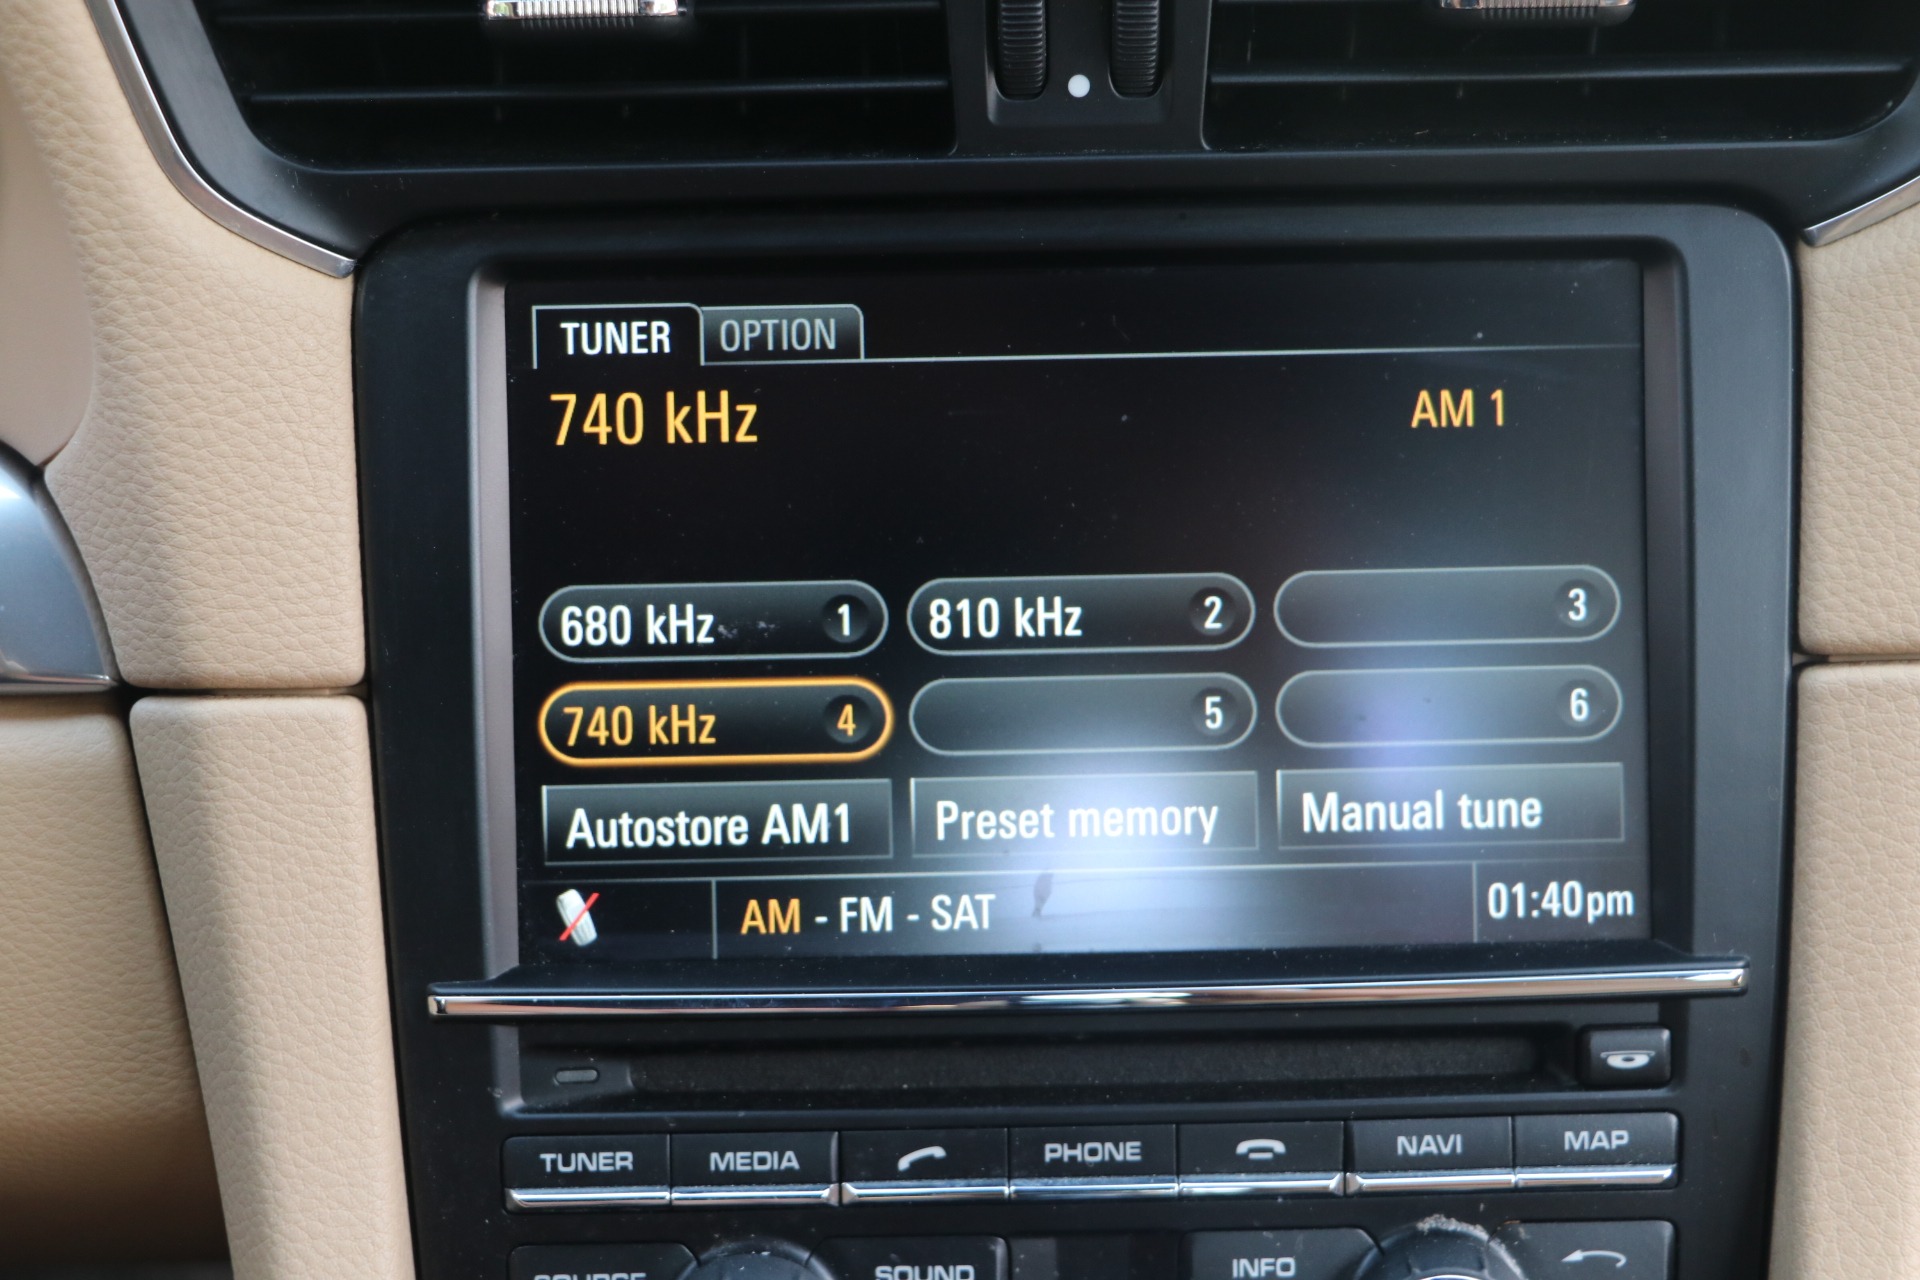 TUNER OPTION
740 kHz AM 1
680 kHz 1 810 kHz 2 3
740 kHz 4 5 6
Autostore AM1 Preset memory Manual tune
AM - FM - SAT 01:40pm
TUNER MEDIA PHONE NAVI MAP
SOURCE SOUND INFO